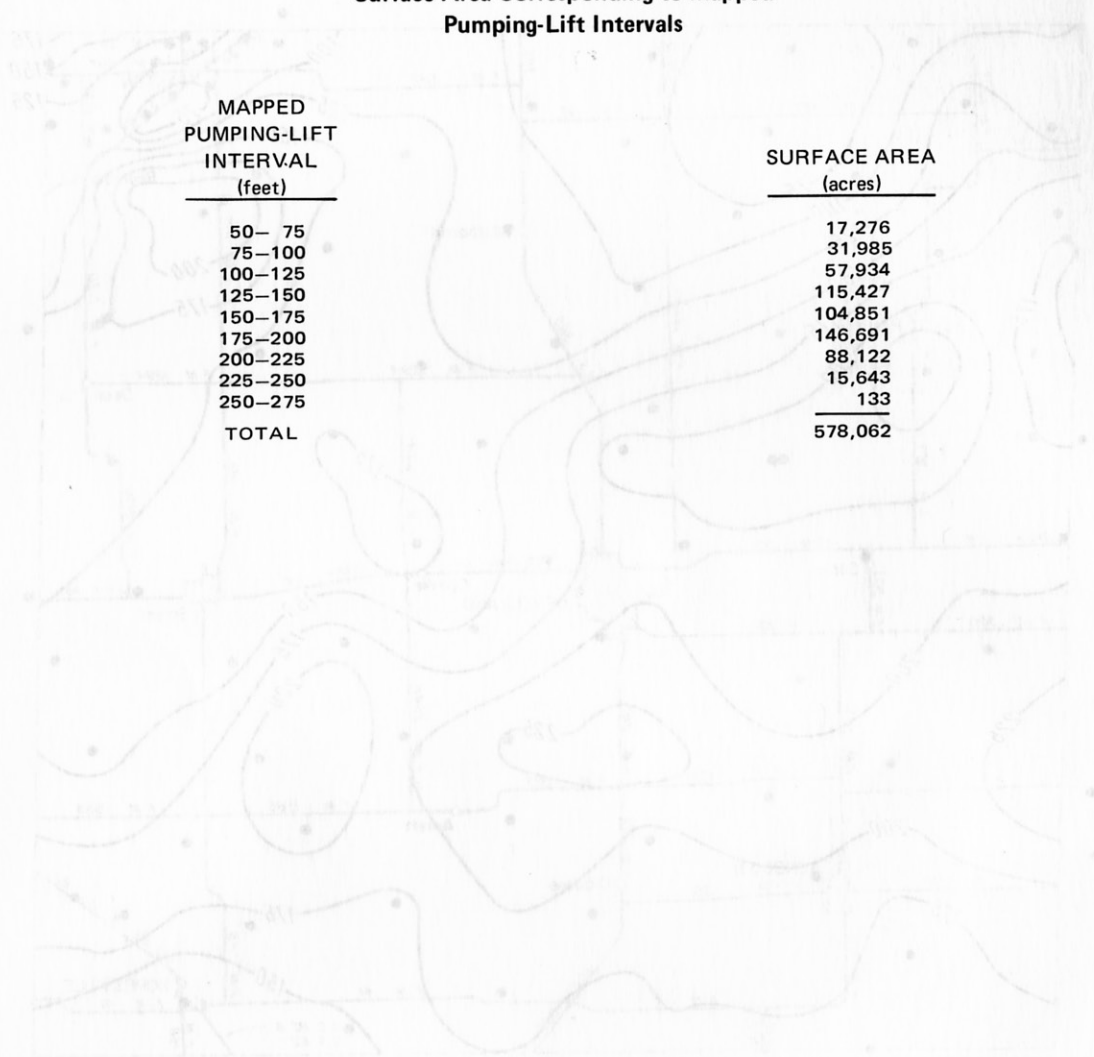 Pumping-Lift Intervals
MAPPED
PUMPING-LIFT
INTERVAL
(feet)
SURFACE AREA
(acres)
50— 75 17,276
75—100 31,985
100—125 57,934
125—150 115,427
150—175 104,851
175—200 146,691
200—225 88,122
225—250 15,643
250—275 133
TOTAL 578,062